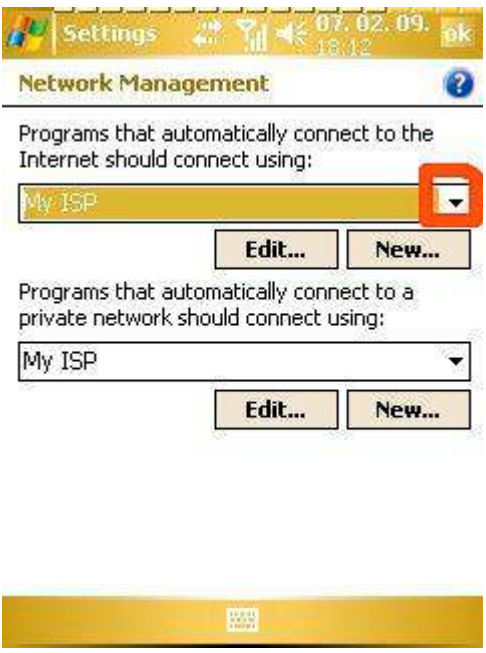 Settings
07. 02. 09.
18:12
ok
Network Management
?
Programs that automatically connect to the
Internet should connect using:
My ISP
Edit...
New...
Programs that automatically connect to a
private network should connect using:
My ISP
Edit...
New...